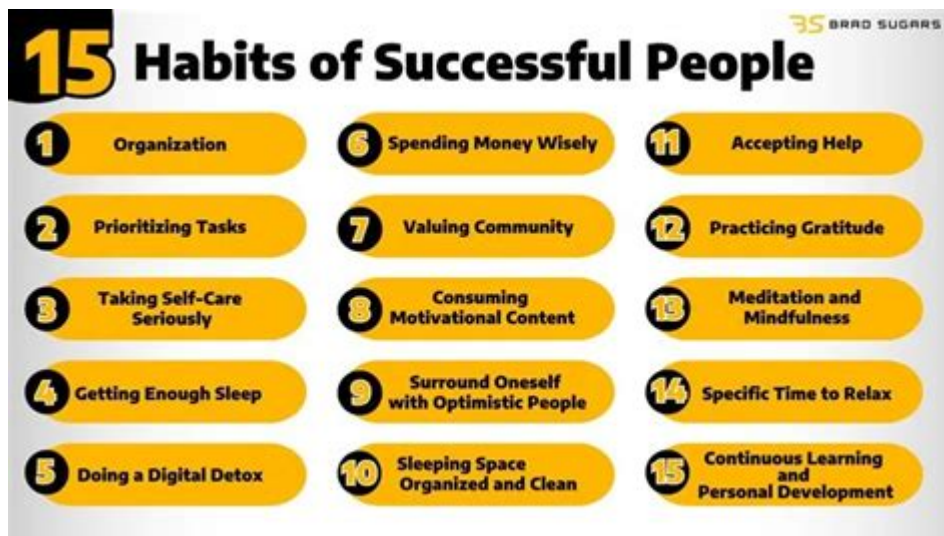 BS BRAD SUGARS
15 Habits of Successful People
1 Organization
2 Prioritizing Tasks
3 Taking Self-Care
Seriously
4 Getting Enough Sleep
5 Doing a Digital Detox
6 Spending Money Wisely
7 Valuing Community
8 Consuming
Motivational Content
9 Surround Oneself
with Optimistic People
10 Sleeping Space
Organized and Clean
11 Accepting Help
12 Practicing Gratitude
13 Meditation and
Mindfulness
14 Specific Time to Relax
15 Continuous Learning
and
Personal Development